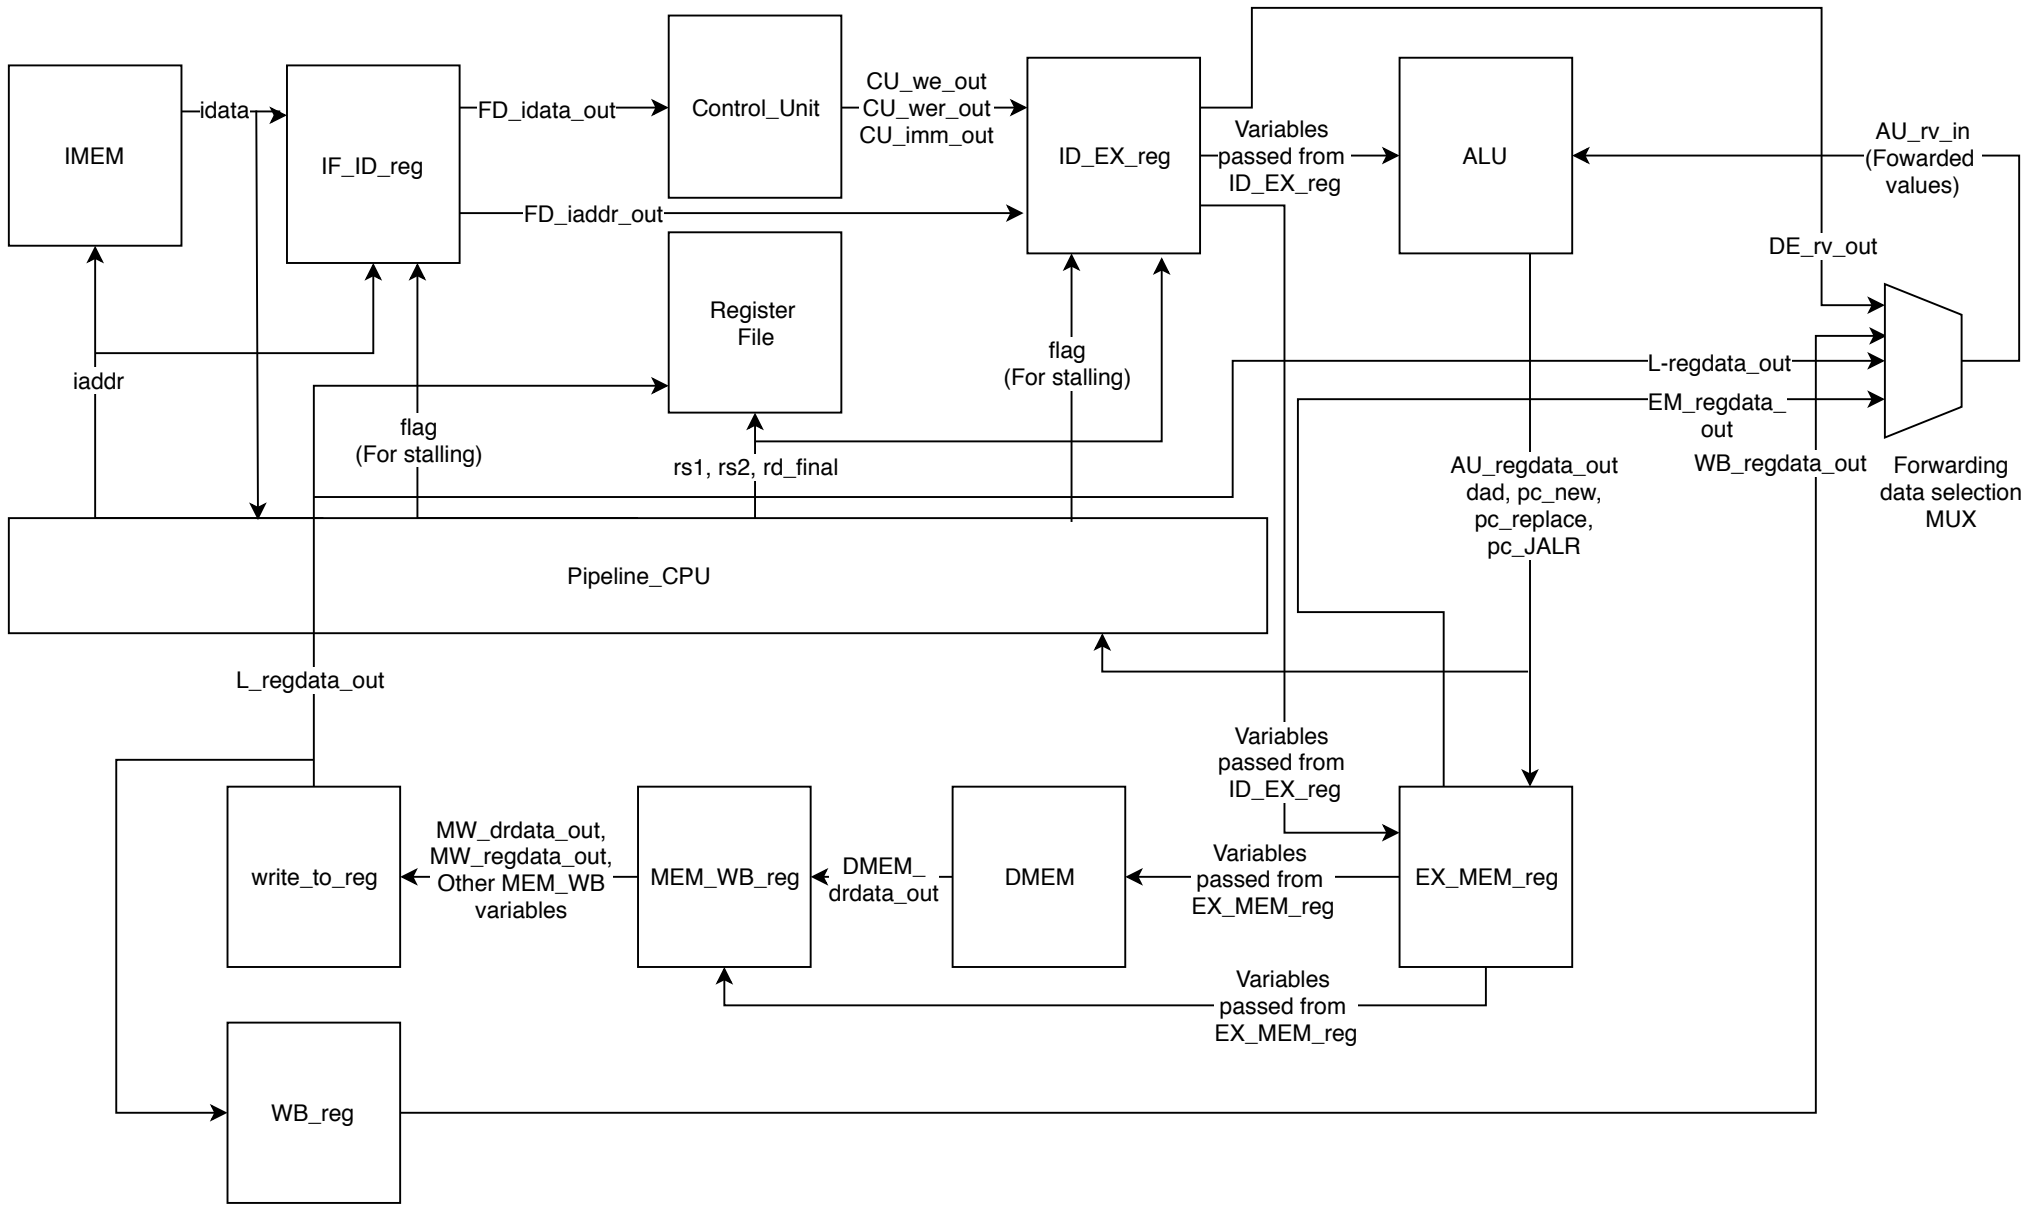 IMEM
idata
IF_ID_reg
FD_idata_out
Control_Unit
CU_we_out
CU_wer_out
CU_imm_out
ID_EX_reg
Variables
passed from
ID_EX_reg
ALU
AU_rv_in
(Fowarded
values)
FD_iaddr_out
DE_rv_out
Register
File
iaddr
flag
(For stalling)
flag
(For stalling)
L-regdata_out
EM_regdata_
out
rs1, rs2, rd_final
AU_regdata_out
dad, pc_new,
pc_replace,
pc_JALR
WB_regdata_out
Forwarding
data selection
MUX
Pipeline_CPU
L_regdata_out
Variables
passed from
ID_EX_reg
write_to_reg
MW_drdata_out,
MW_regdata_out,
Other MEM_WB
variables
MEM_WB_reg
DMEM_
drdata_out
DMEM
Variables
passed from
EX_MEM_reg
EX_MEM_reg
Variables
passed from
EX_MEM_reg
WB_reg